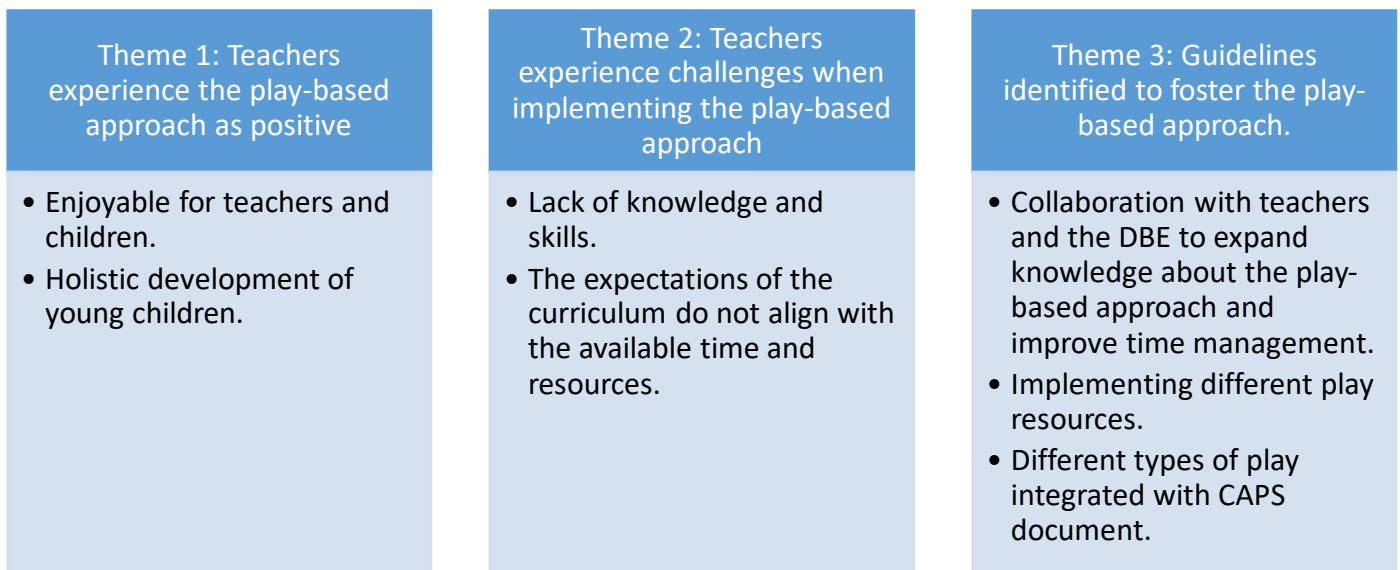 Theme 1: Teachers
experience the play-based
approach as positive
• Enjoyable for teachers and
children.
• Holistic development of
young children.
Theme 2: Teachers
experience challenges when
implementing the play-based
approach
• Lack of knowledge and
skills.
• The expectations of the
curriculum do not align with
the available time and
resources.
Theme 3: Guidelines
identified to foster the play-
based approach.
• Collaboration with teachers
and the DBE to expand
knowledge about the play-
based approach and
improve time management.
• Implementing different play
resources.
• Different types of play
integrated with CAPS
document.